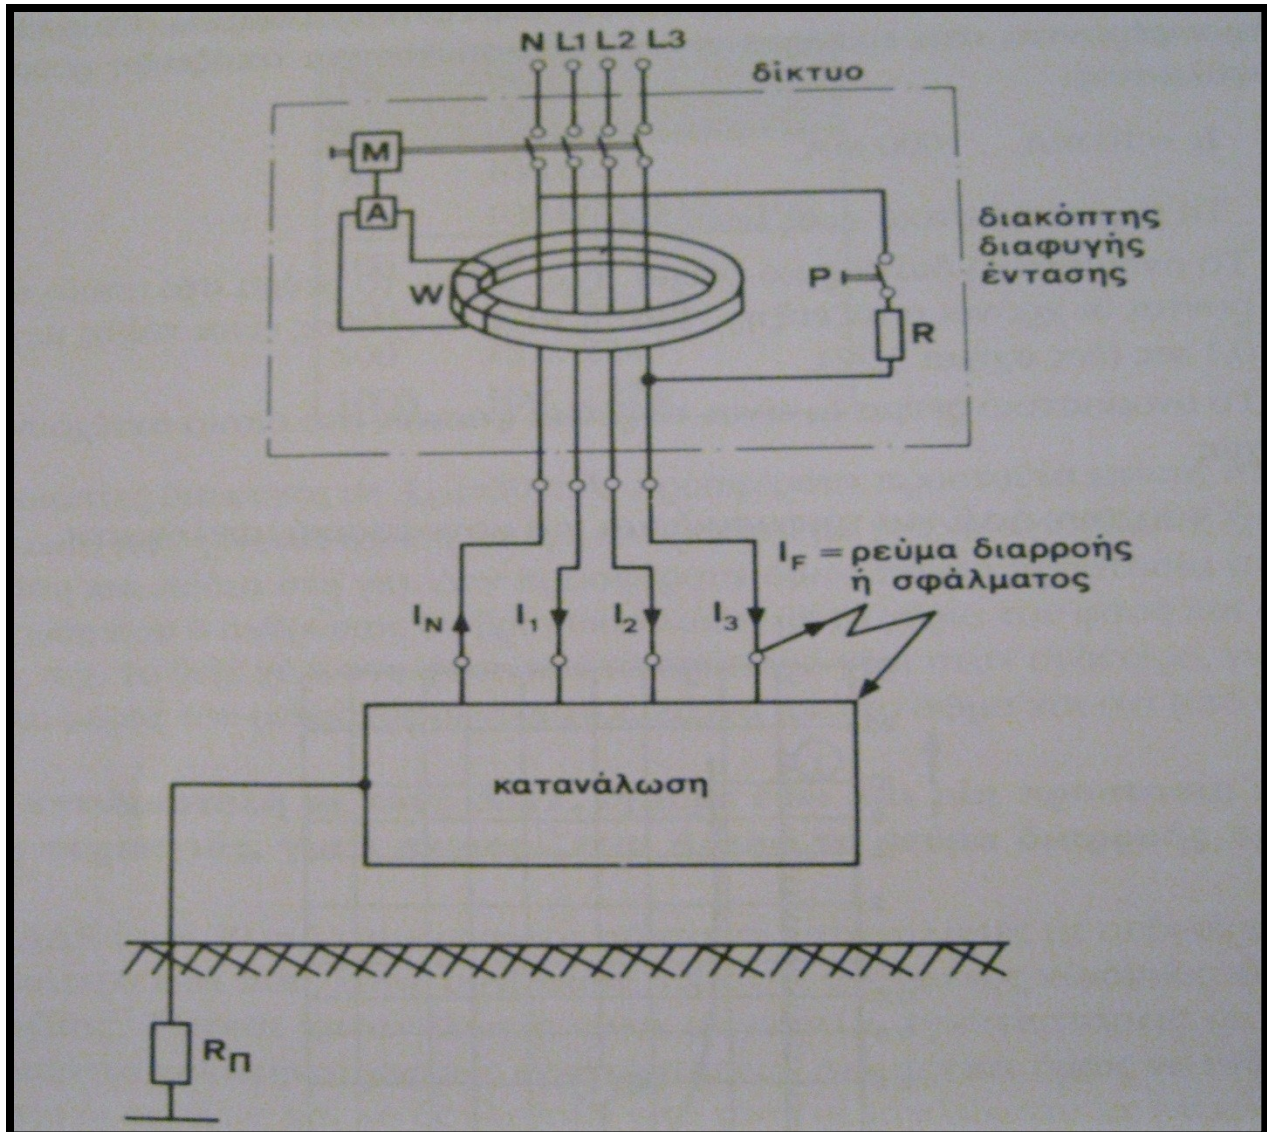 N L1 L2 L3
δίκτυο
M
A
διακόπτης
διαφυγής
έντασης
W
P
R
I_F = ρεύμα διαρροής
ή σφάλματος
I_N I_1 I_2 I_3
κατανάλωση
R_Π